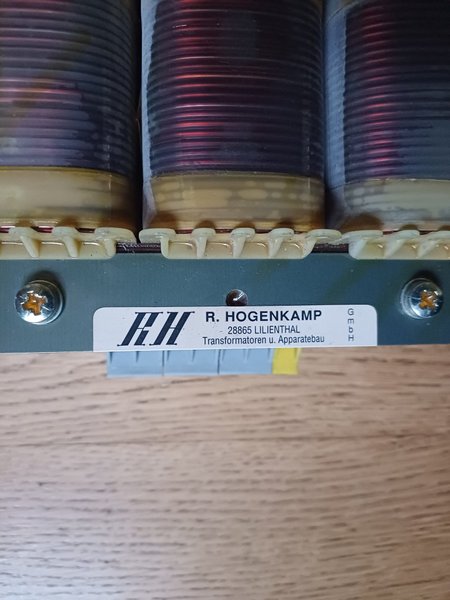 RH R. HOGENKAMP GmbH
28865 LILIENTHAL
Transformatoren u. Apparatebau